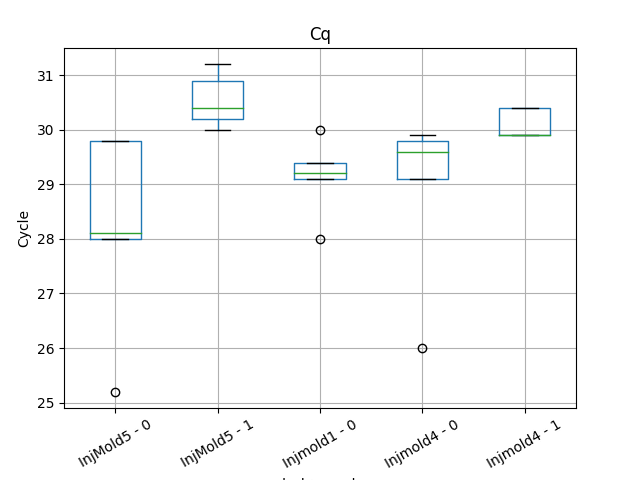 Cq
31
30
29
28
27
26
25
Cycle
InjMold5 - 0
InjMold5 - 1
Injmold1 - 0
Injmold4 - 0
Injmold4 - 1